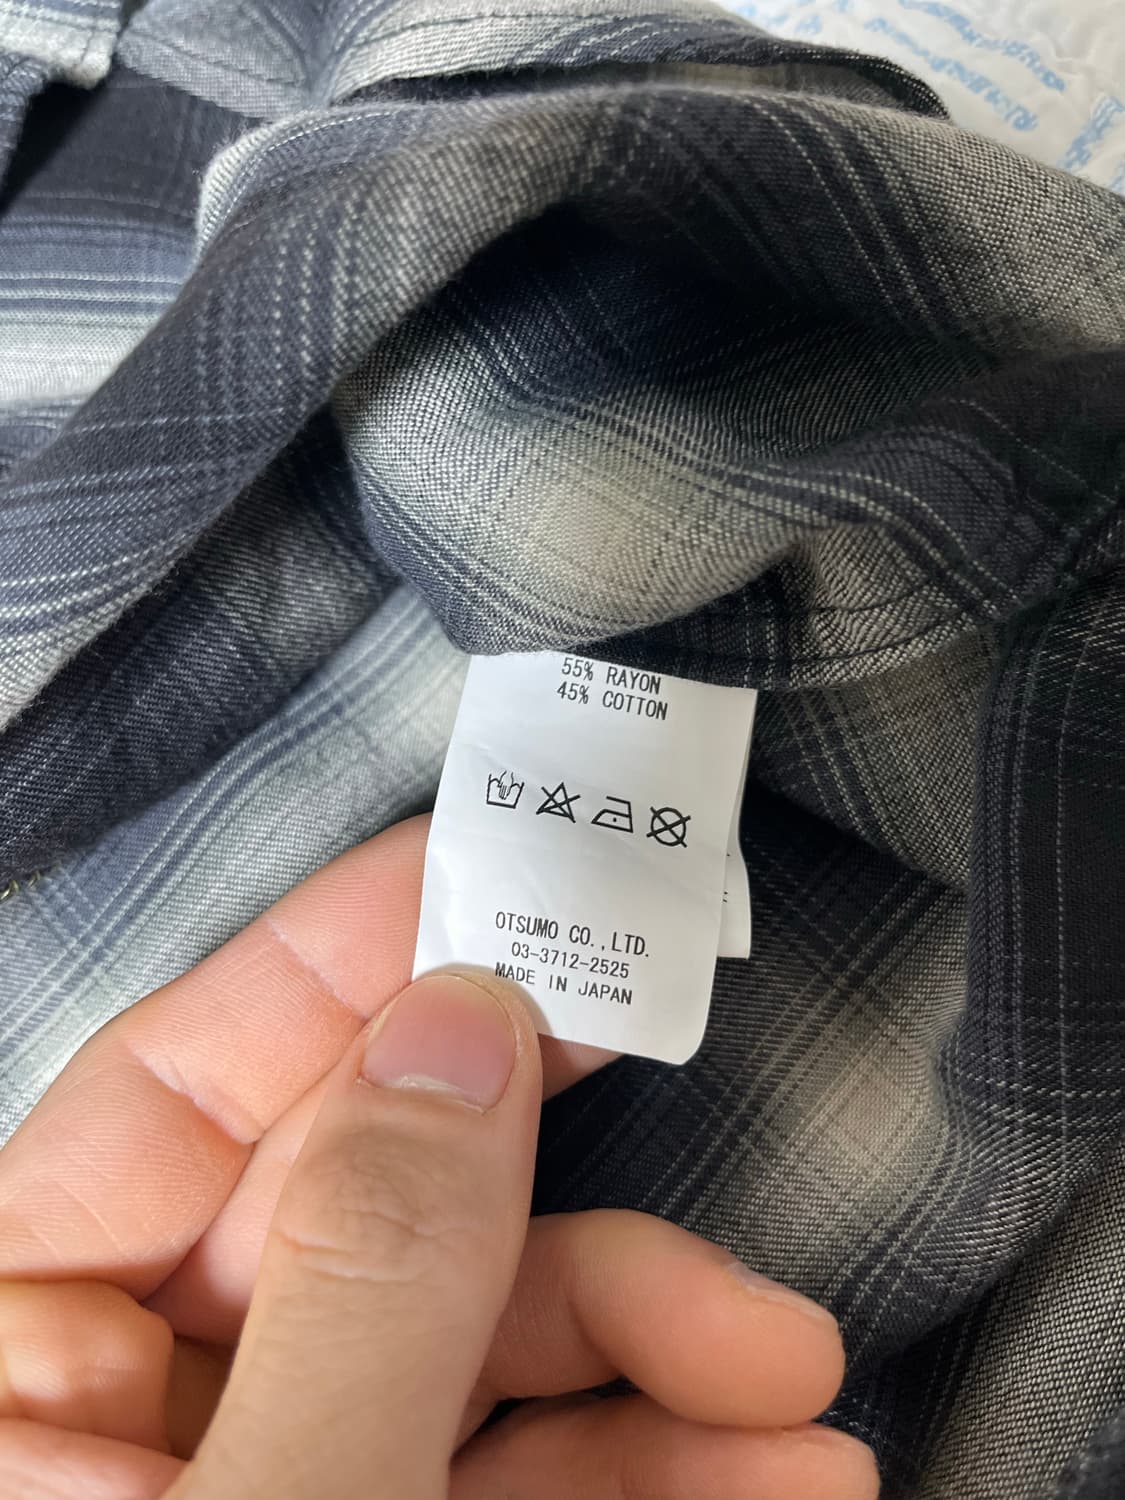 55% RAYON
45% COTTON
OTSUMO CO.,LTD.
03-3712-2525
MADE IN JAPAN